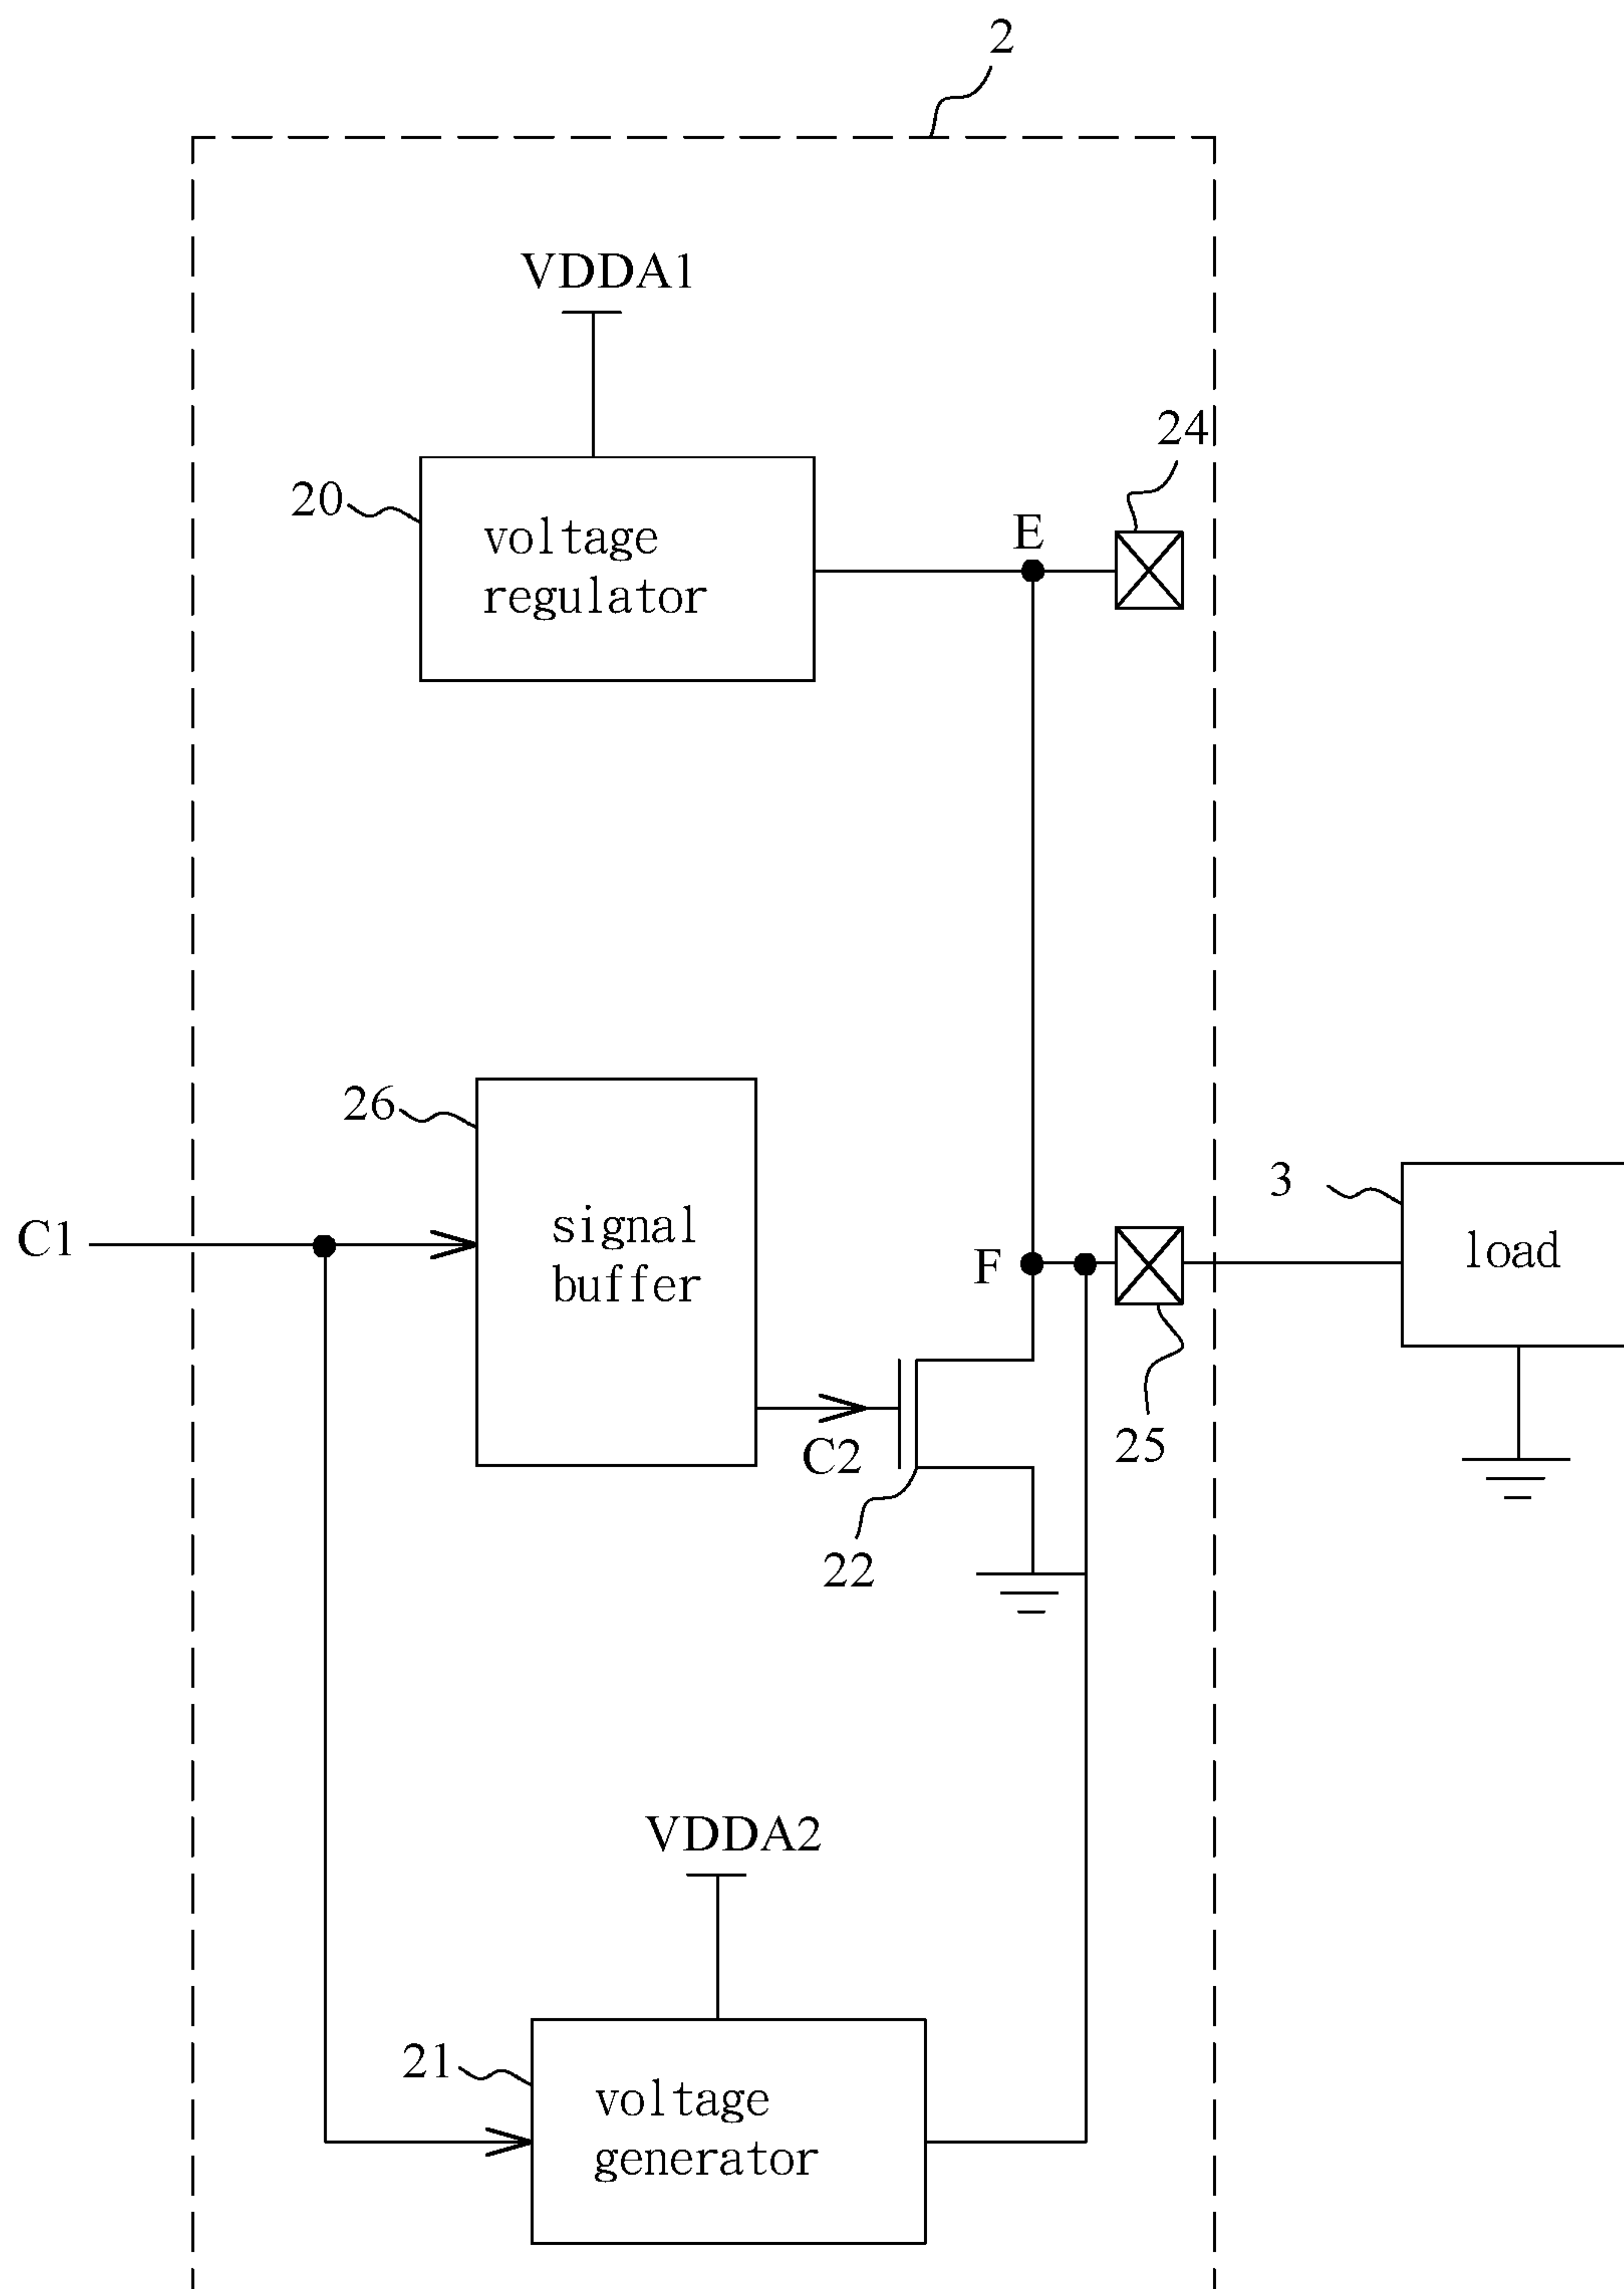 2
VDDA1
24
20
voltage
regulator
E
26
signal
buffer
3
load
C1
F
C2
25
22
VDDA2
21
voltage
generator